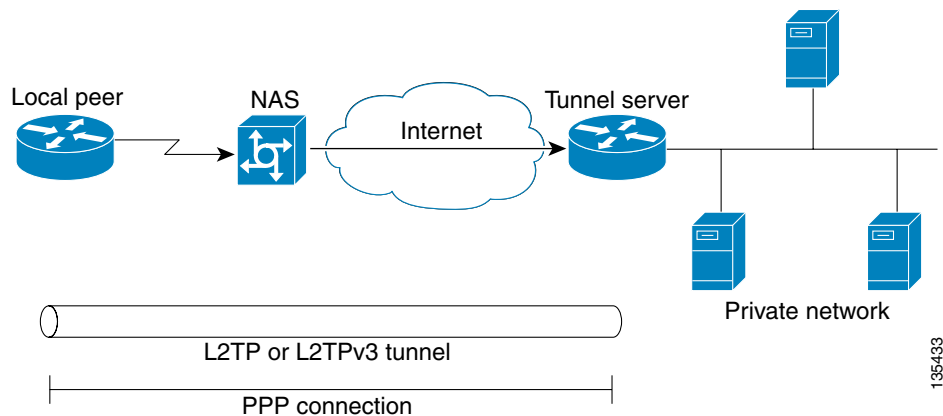 Local peer
NAS
Internet
Tunnel server
Private network
L2TP or L2TPv3 tunnel
PPP connection
135433